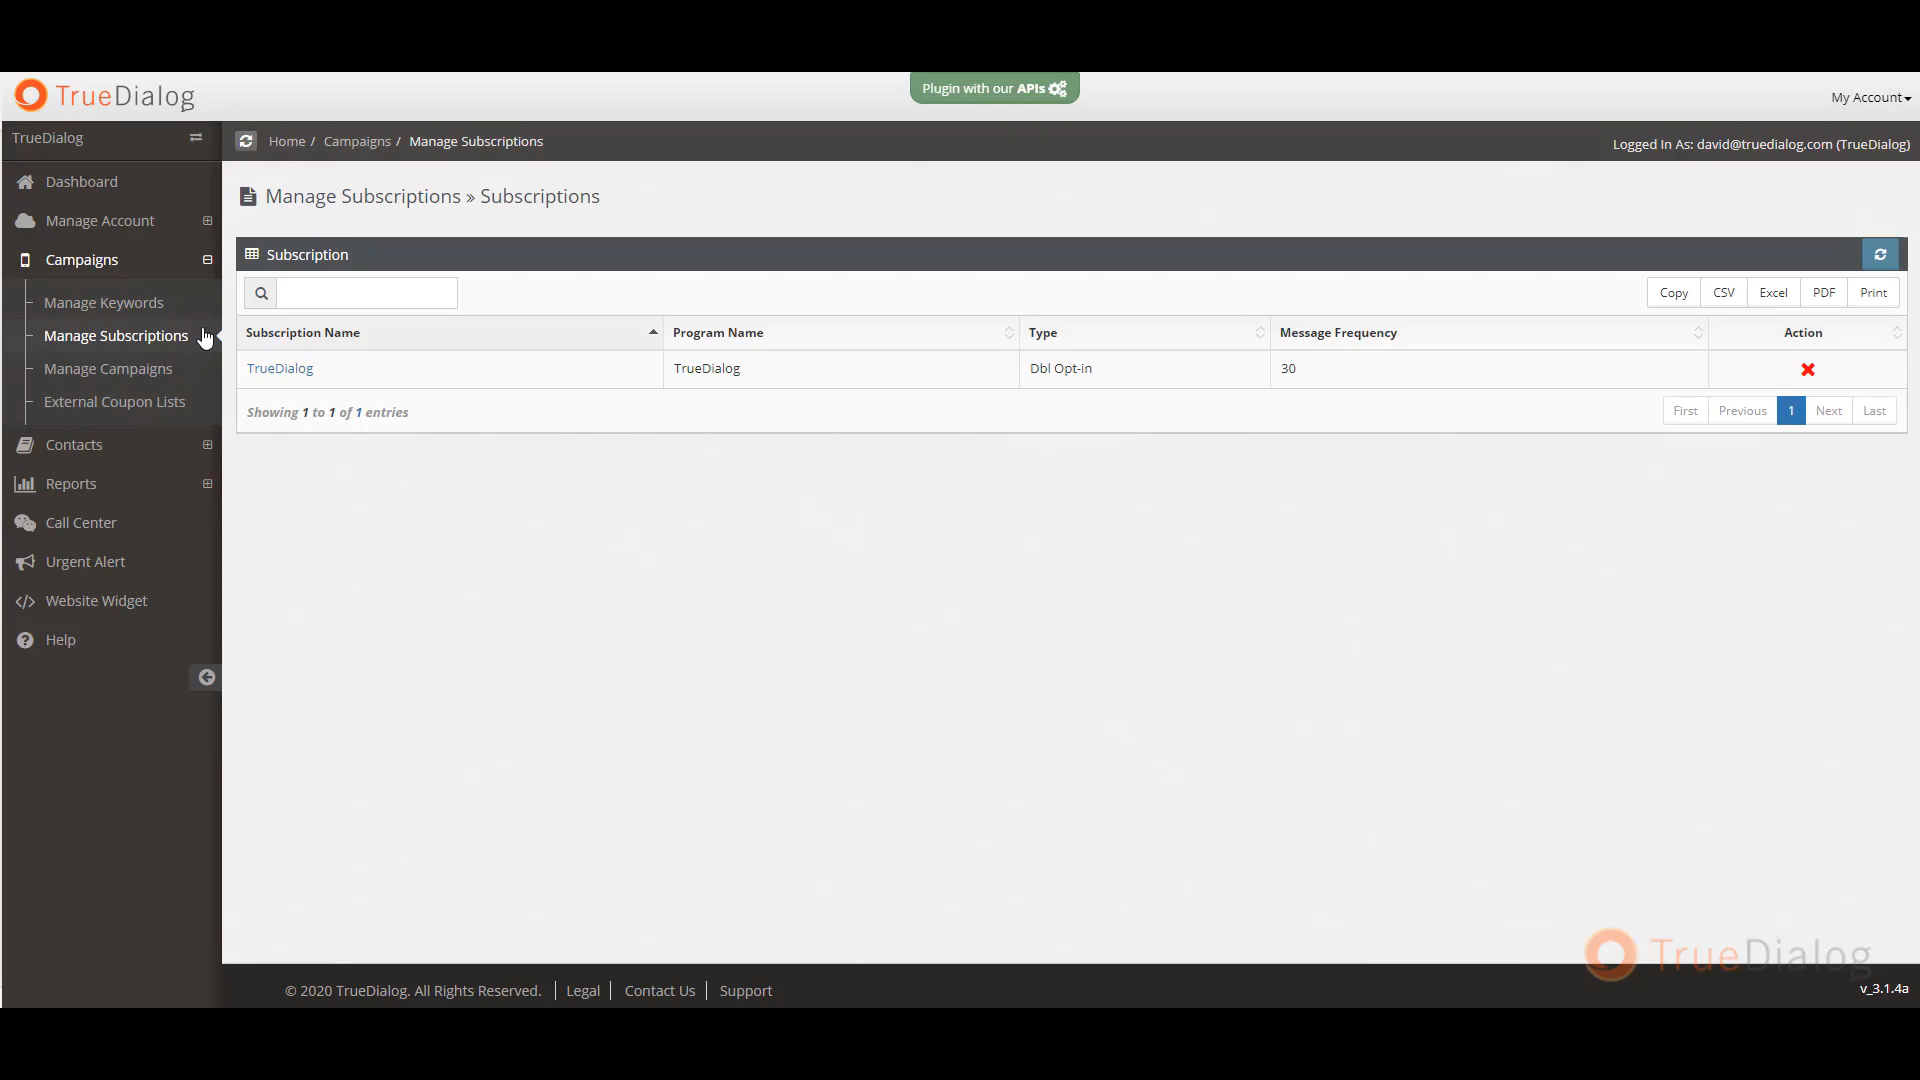 TrueDialog
Plugin with our APIs
My Account
TrueDialog
Home / Campaigns / Manage Subscriptions
Logged In As: david@truedialog.com (TrueDialog)
Dashboard
Manage Account
Campaigns
Manage Keywords
Manage Subscriptions
Manage Campaigns
External Coupon Lists
Contacts
Reports
Call Center
Urgent Alert
Website Widget
Help
Manage Subscriptions » Subscriptions
Subscription
Copy CSV Excel PDF Print
Subscription Name Program Name Type Message Frequency Action
TrueDialog TrueDialog Dbl Opt-in 30
Showing 1 to 1 of 1 entries
First Previous 1 Next Last
TrueDialog
© 2020 TrueDialog. All Rights Reserved. Legal Contact Us Support
v_3.1.4a